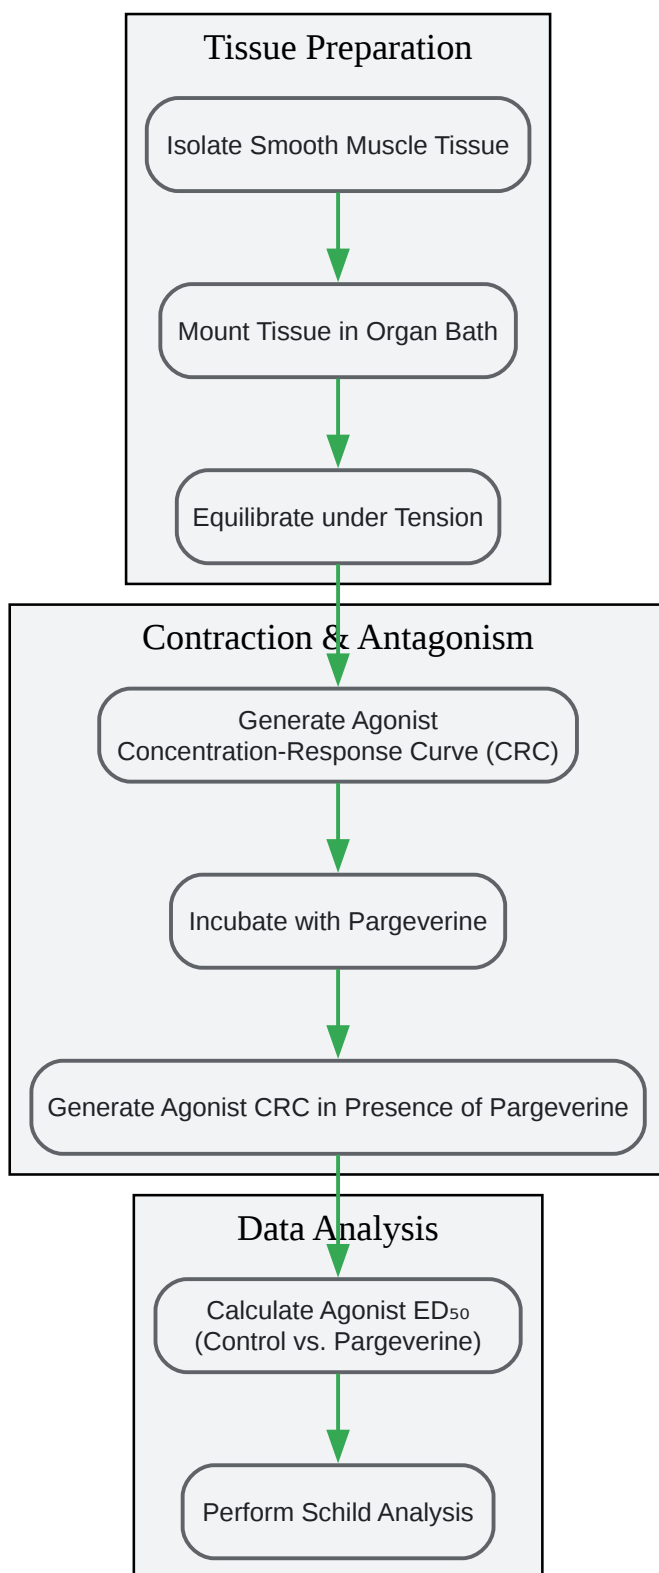 Tissue Preparation
Isolate Smooth Muscle Tissue
Mount Tissue in Organ Bath
Equilibrate under Tension
Contraction & Antagonism
Generate Agonist
Concentration-Response Curve (CRC)
Incubate with Pargeverine
Generate Agonist CRC in Presence of Pargeverine
Data Analysis
Calculate Agonist ED₅₀
(Control vs. Pargeverine)
Perform Schild Analysis